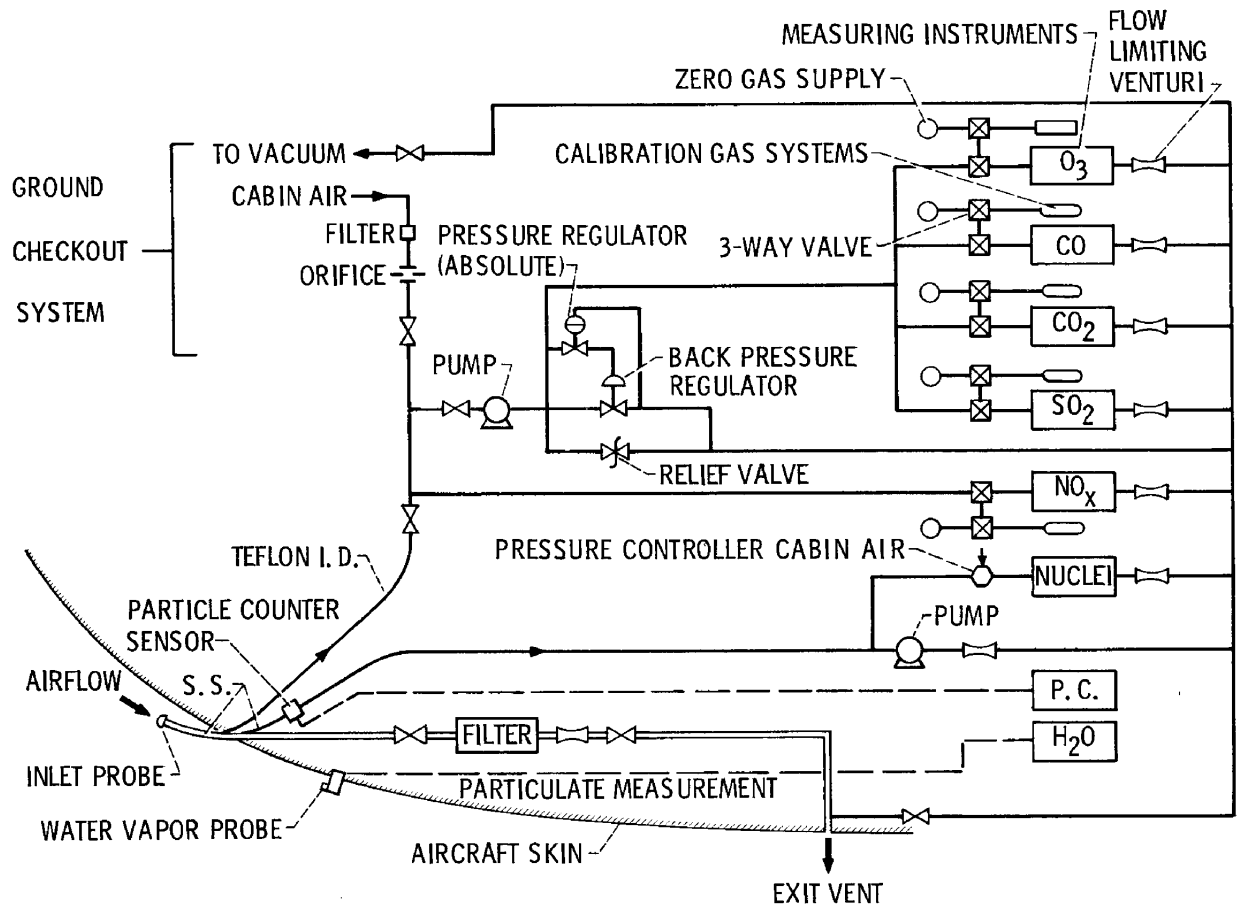 MEASURING INSTRUMENTS
FLOW
LIMITING
VENTURI
ZERO GAS SUPPLY
TO VACUUM
CALIBRATION GAS SYSTEMS
O3
GROUND
CHECKOUT
SYSTEM
CABIN AIR
FILTER
PRESSURE REGULATOR
(ABSOLUTE)
3-WAY VALVE
CO
ORIFICE
CO2
PUMP
BACK PRESSURE
REGULATOR
SO2
RELIEF VALVE
NOx
TEFLON I. D.
PRESSURE CONTROLLER CABIN AIR
NUCLEI
PARTICLE COUNTER
SENSOR
PUMP
AIRFLOW
S. S.
P. C.
FILTER
H2O
INLET PROBE
PARTICULATE MEASUREMENT
WATER VAPOR PROBE
AIRCRAFT SKIN
EXIT VENT